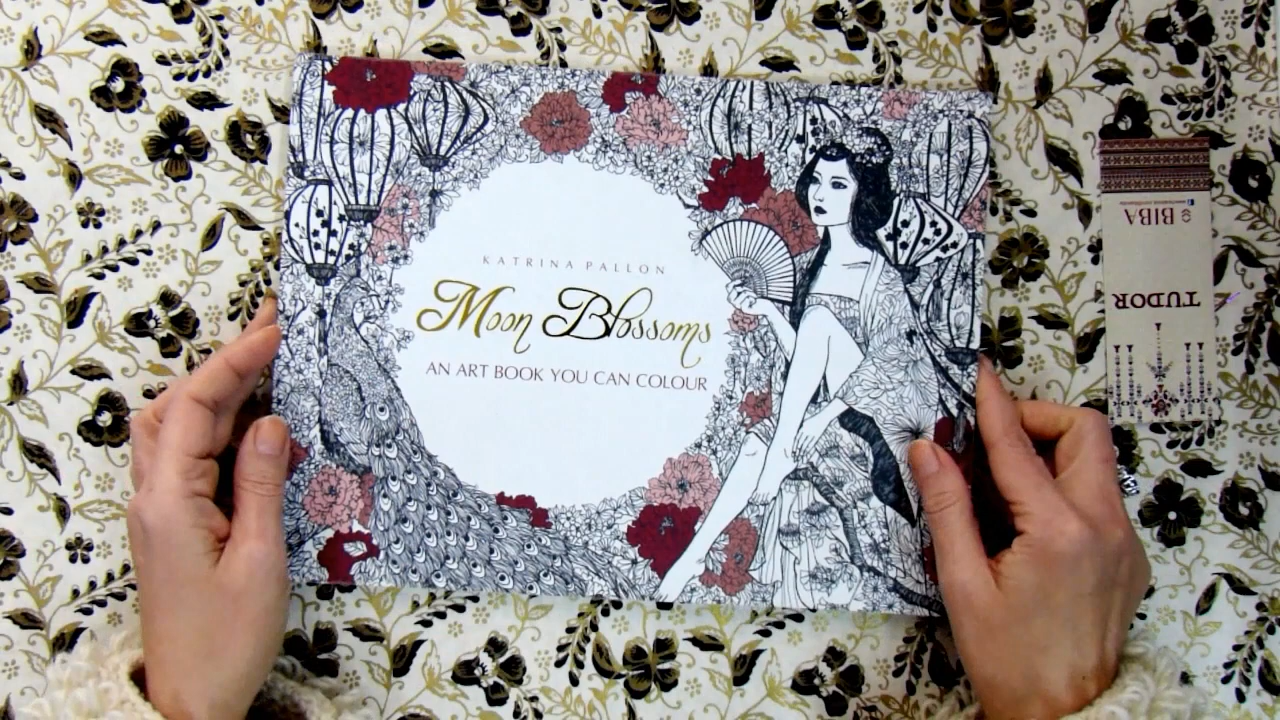 KATRINA PALLON
Moon Blossoms
AN ART BOOK YOU CAN COLOUR
BIBA
TUDOR